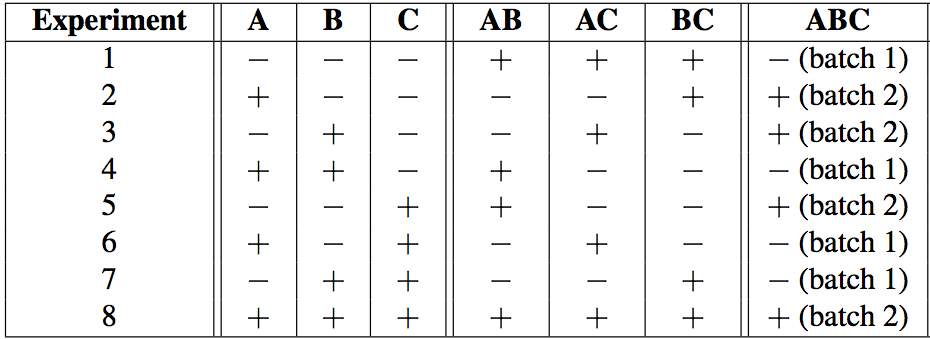 Experiment A B C AB AC BC ABC
1 − − − + + + − (batch 1)
2 + − − − − + + (batch 2)
3 − + − − + − + (batch 2)
4 + + − + − − − (batch 1)
5 − − + + − − + (batch 2)
6 + − + − + − − (batch 1)
7 − + + − − + − (batch 1)
8 + + + + + + + (batch 2)